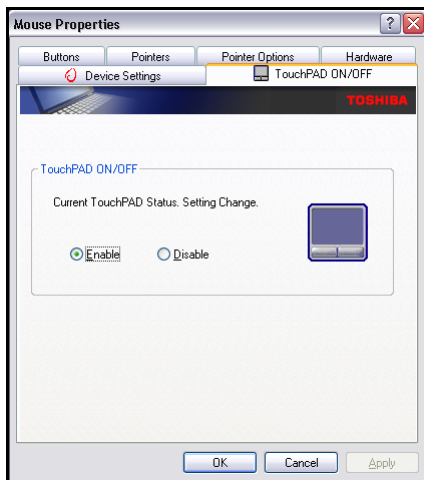 Mouse Properties
Buttons Pointers Pointer Options Hardware
Device Settings TouchPAD ON/OFF
TOSHIBA
TouchPAD ON/OFF
Current TouchPAD Status. Setting Change.
Enable Disable
OK Cancel Apply